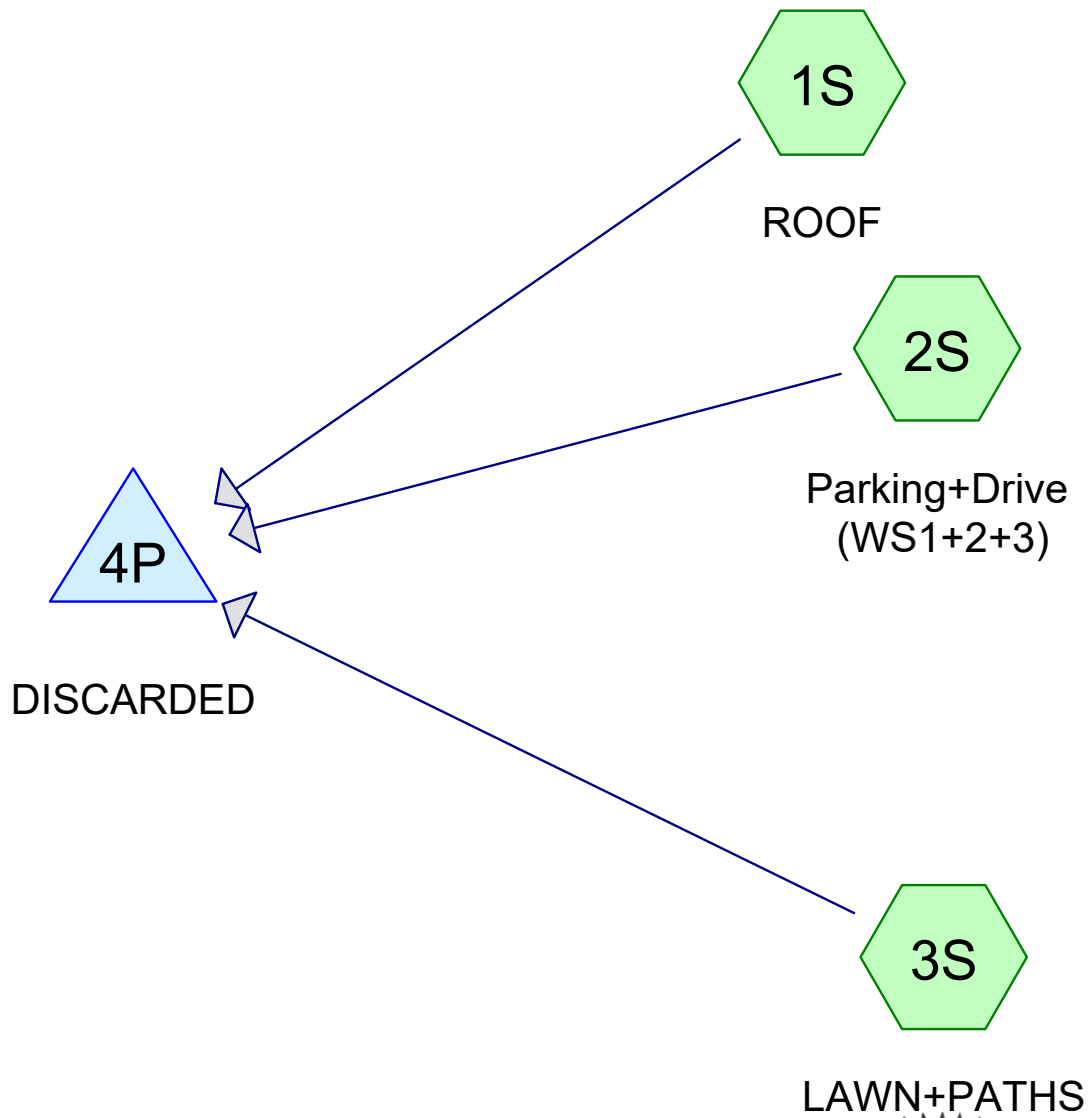 1S
ROOF
2S
Parking+Drive
(WS1+2+3)
4P
DISCARDED
3S
LAWN+PATHS